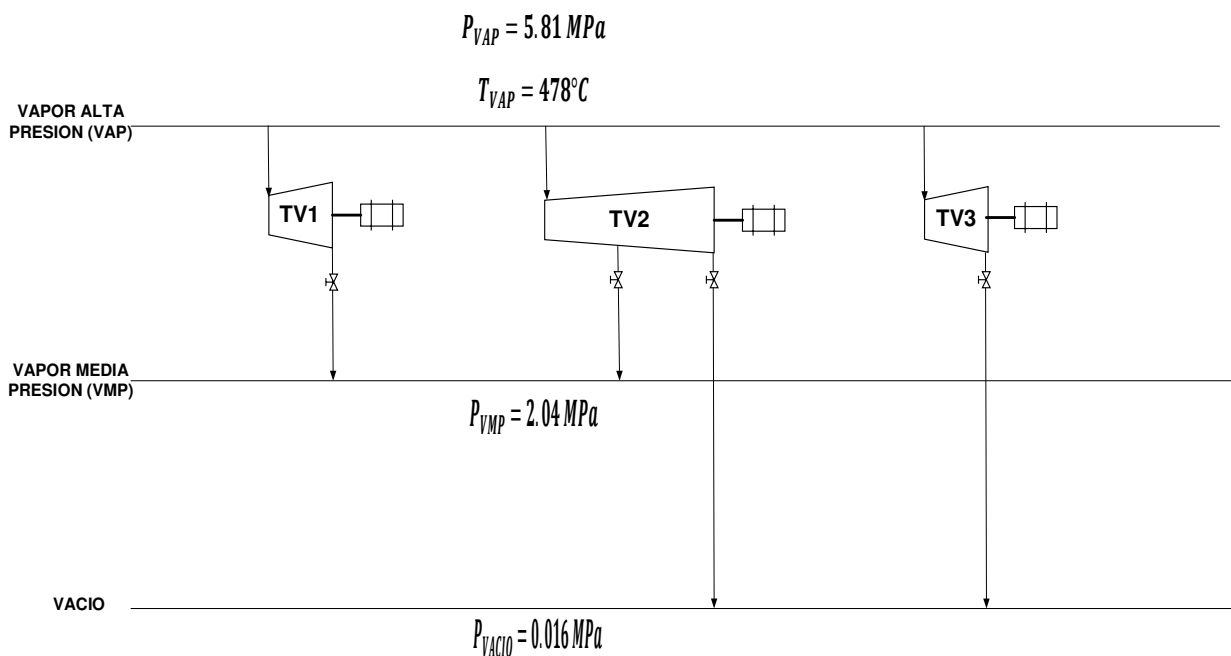 P_VAP = 5.81 MPa
T_VAP = 478°C
VAPOR ALTA
PRESION (VAP)
TV1
TV2
TV3
VAPOR MEDIA
PRESION (VMP)
P_VMP = 2.04 MPa
VACIO
P_VACIO = 0.016 MPa